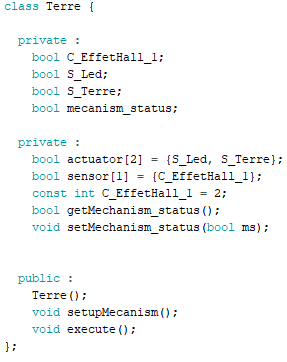 class Terre {
private :
bool C_EffetHall_1;
bool S_Led;
bool S_Terre;
bool mecanism_status;
private :
bool actuator[2] = {S_Led, S_Terre};
bool sensor[1] = {C_EffetHall_1};
const int C_EffetHall_1 = 2;
bool getMechanism_status();
void setMechanism_status(bool ms);
public :
Terre();
void setupMecanism();
void execute();
};